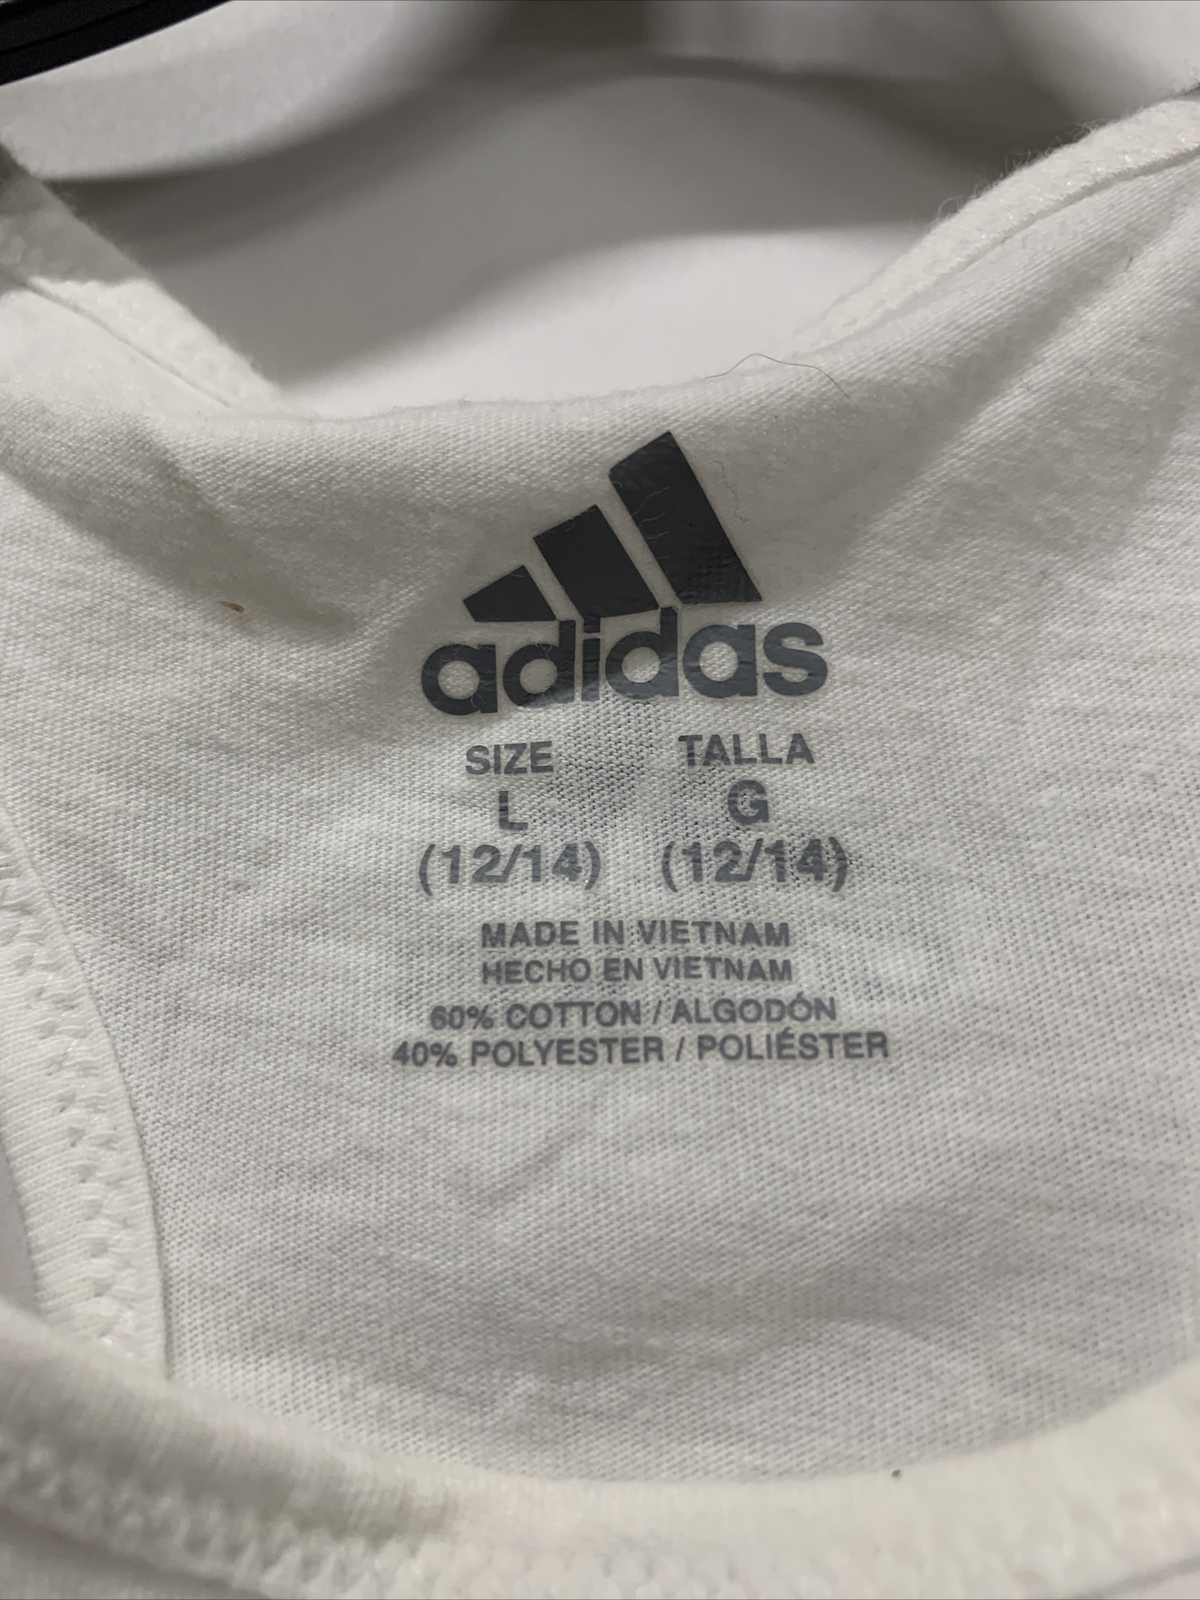 adidas
SIZE TALLA
L G
(12/14) (12/14)
MADE IN VIETNAM
HECHO EN VIETNAM
60% COTTON / ALGODÓN
40% POLYESTER / POLIÉSTER